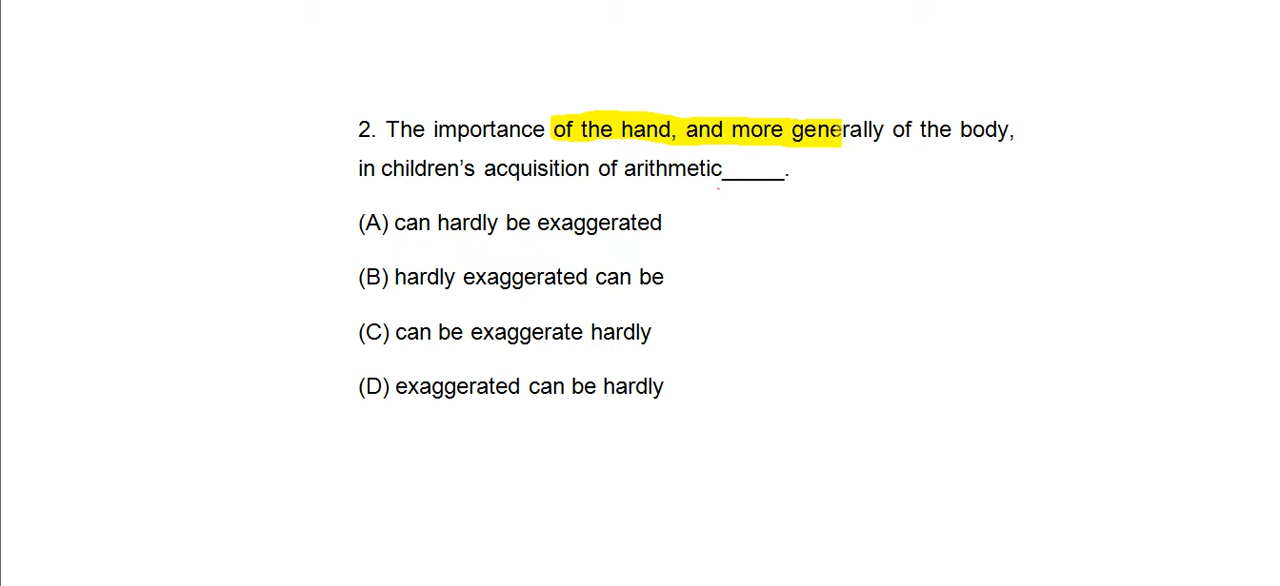 2. The importance of the hand, and more generally of the body,
in children’s acquisition of arithmetic_____.
(A) can hardly be exaggerated
(B) hardly exaggerated can be
(C) can be exaggerate hardly
(D) exaggerated can be hardly